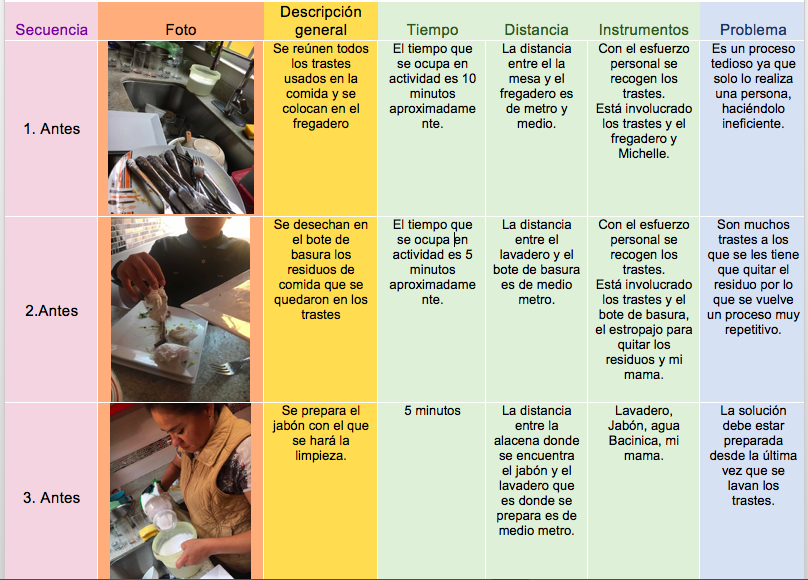 Secuencia
Foto
Descripción
general
Tiempo
Distancia
Instrumentos
Problema
1. Antes
Se reúnen todos
los trastes
usados en la
comida y se
colocan en el
fregadero
El tiempo que
se ocupa en
actividad es 10
minutos
aproximadame
nte.
La distancia
entre el la
mesa y el
fregadero es
de metro y
medio.
Con el esfuerzo
personal se
recogen los
trastes.
Está involucrado
los trastes y el
fregadero y
Michelle.
Es un proceso
tedioso ya que
solo lo realiza
una persona,
haciéndolo
ineficiente.
2.Antes
Se desechan en
el bote de
basura los
residuos de
comida que se
quedaron en los
trastes
El tiempo que
se ocupa en
actividad es 5
minutos
aproximadame
nte.
La distancia
entre el
lavadero y el
bote de basura
es de medio
metro.
Con el esfuerzo
personal se
recogen los
trastes.
Está involucrado
los trastes y el
bote de basura,
el estropajo para
quitar los
residuos y mi
mama.
Son muchos
trastes a los
que se les tiene
que quitar el
residuo por lo
que se vuelve
un proceso muy
repetitivo.
3. Antes
Se prepara el
jabón con el que
se hará la
limpieza.
5 minutos
La distancia
entre la
alacena donde
se encuentra
el jabón y el
lavadero que
es donde se
prepara es de
medio metro.
Lavadero,
Jabón, agua
Bacinica, mi
mama.
La solución
debe estar
preparada
desde la última
vez que se
lavan los
trastes.